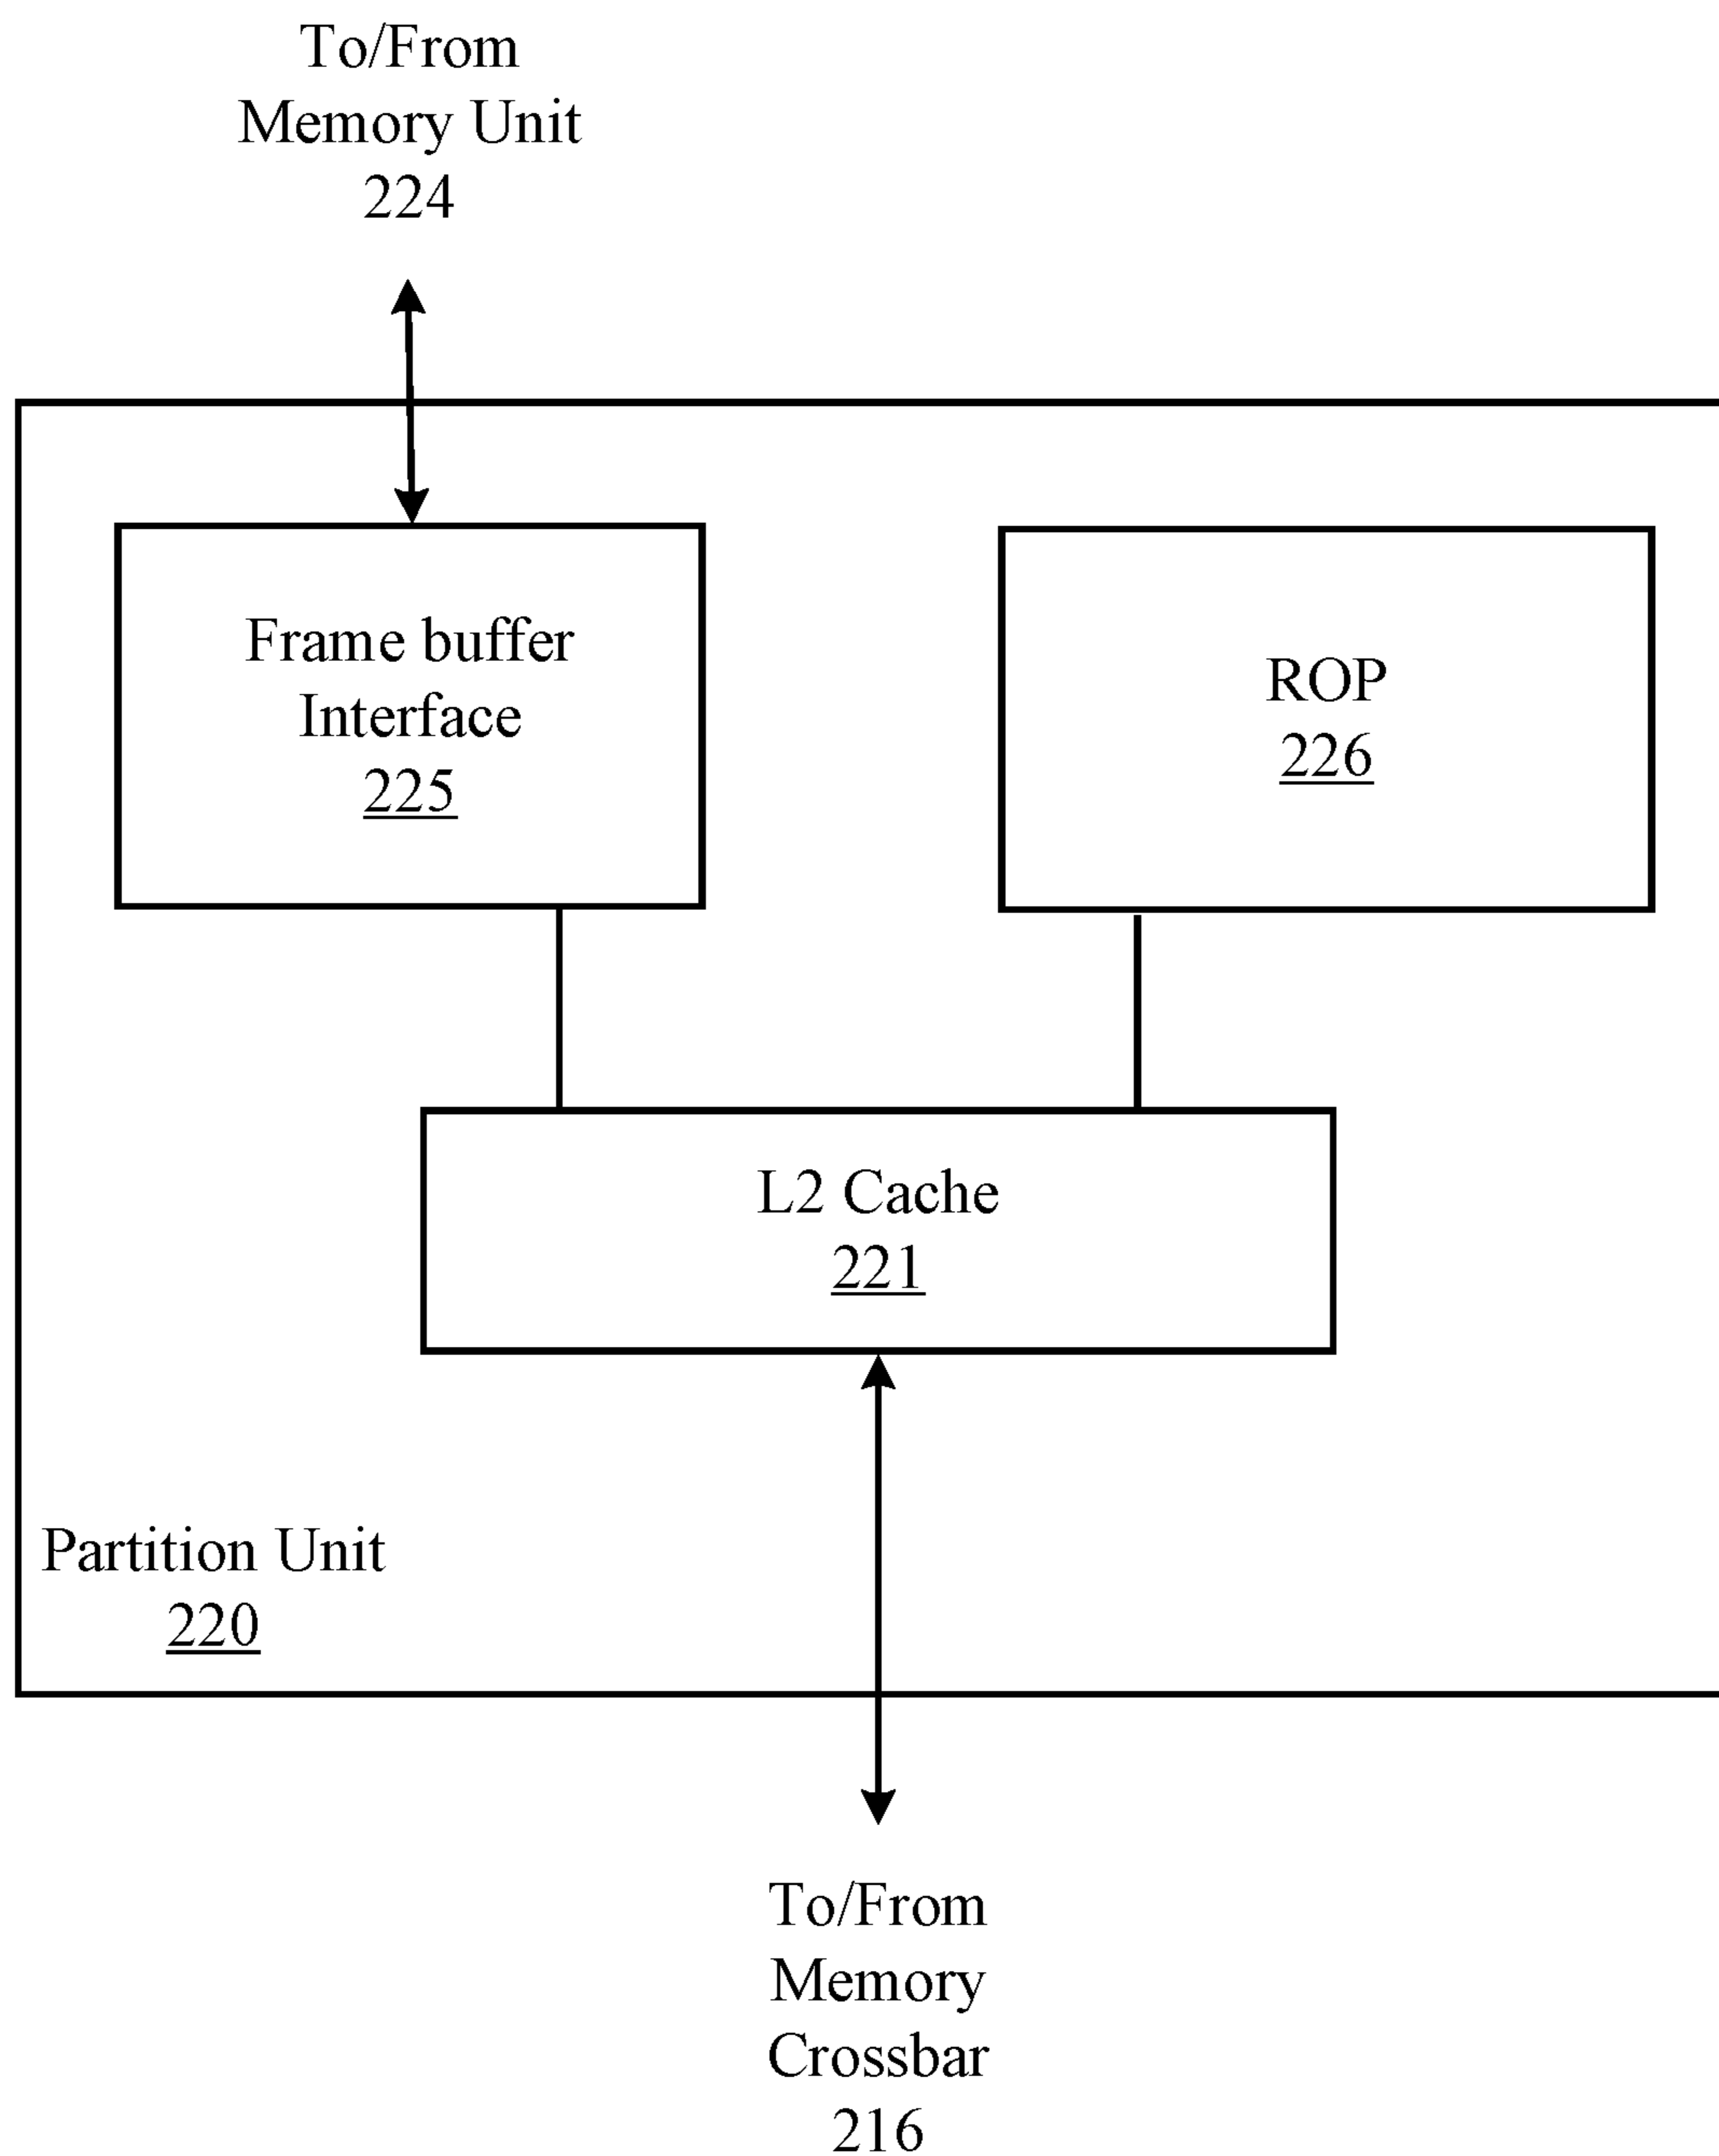 To/From
Memory Unit
224
Frame buffer
Interface
225
ROP
226
L2 Cache
221
Partition Unit
220
To/From
Memory
Crossbar
216